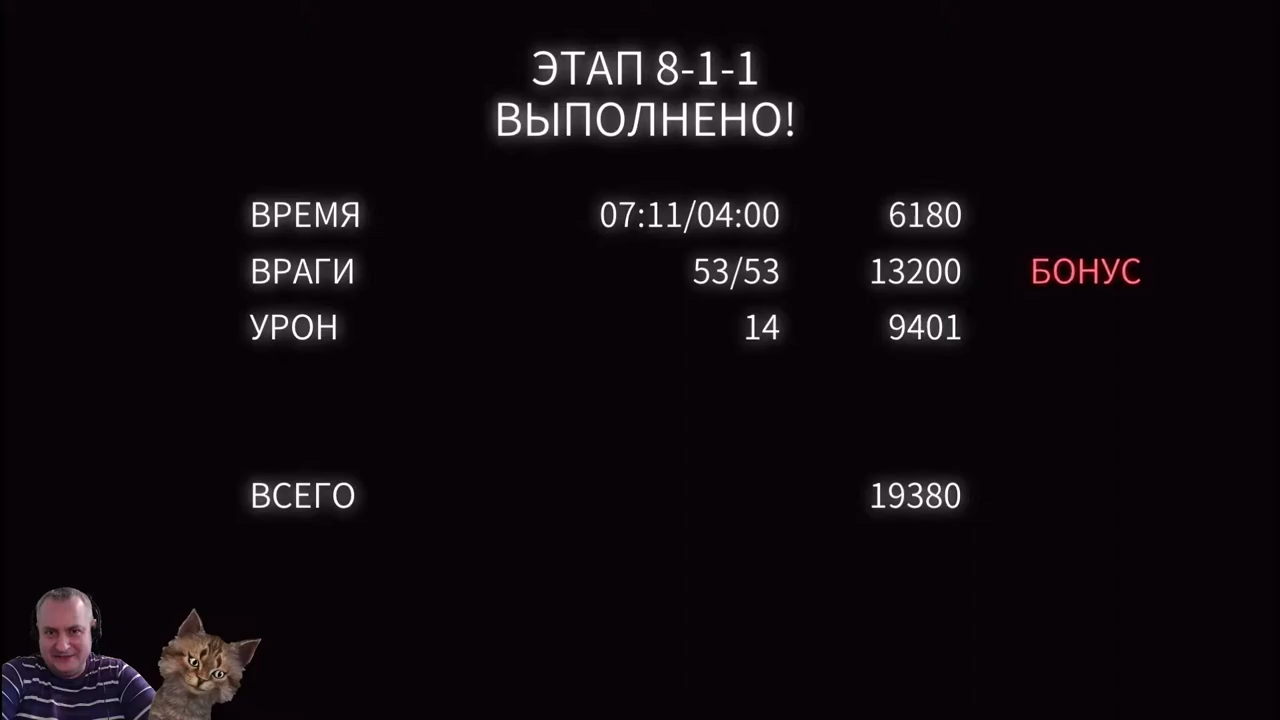 ЭТАП 8-1-1
ВЫПОЛНЕНО!
ВРЕМЯ 07:11/04:00 6180
ВРАГИ 53/53 13200 БОНУС
УРОН 14 9401
ВСЕГО 19380